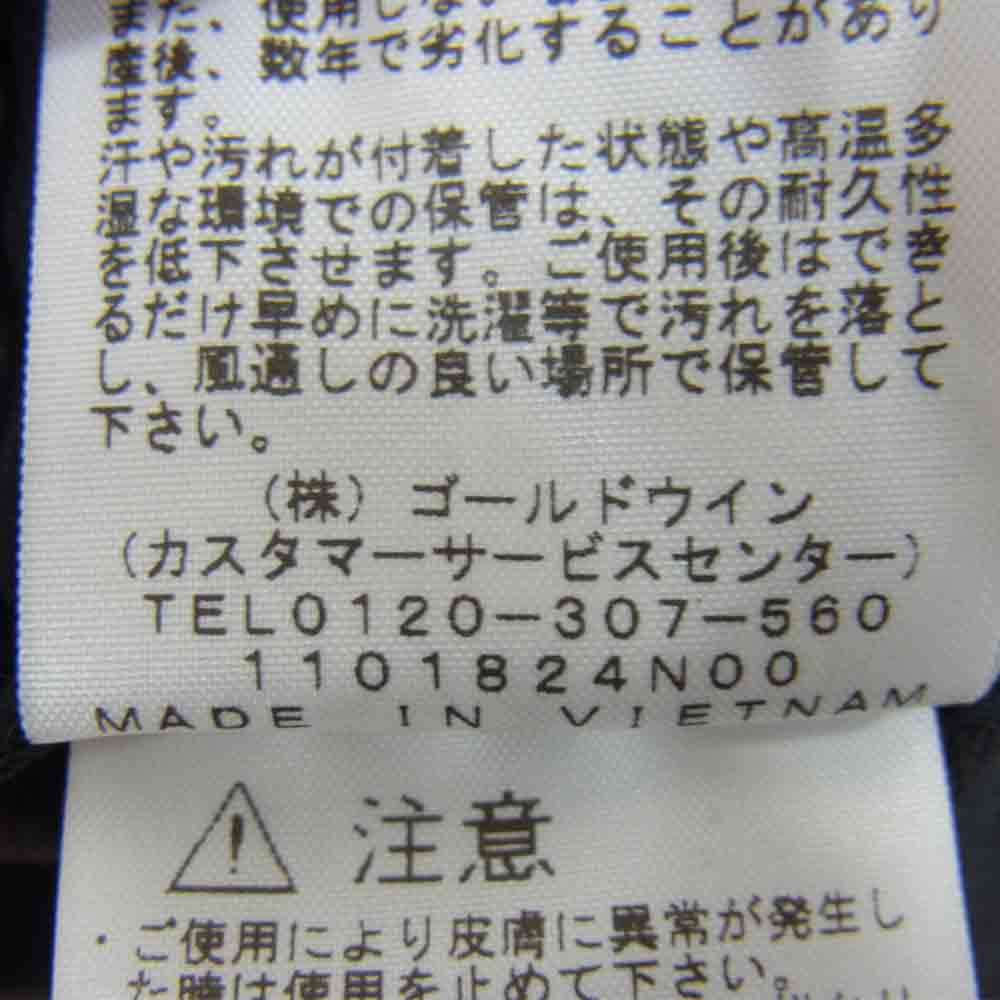 また、使用しな
産後、数年で劣化することがあり
ます。
汗や汚れが付着した状態や高温多
湿な環境での保管は、その耐久性
を低下させます。ご使用後はでき
るだけ早めに洗濯等で汚れを落と
し、風通しの良い場所で保管して
下さい。
(株)ゴールドウイン
(カスタマーサービスセンター)
TEL0120-307-560
1101824N00
MADE IN VIETNAM
注意
・ご使用により皮膚に異常が発生し
た時は使用を止めて下さい。